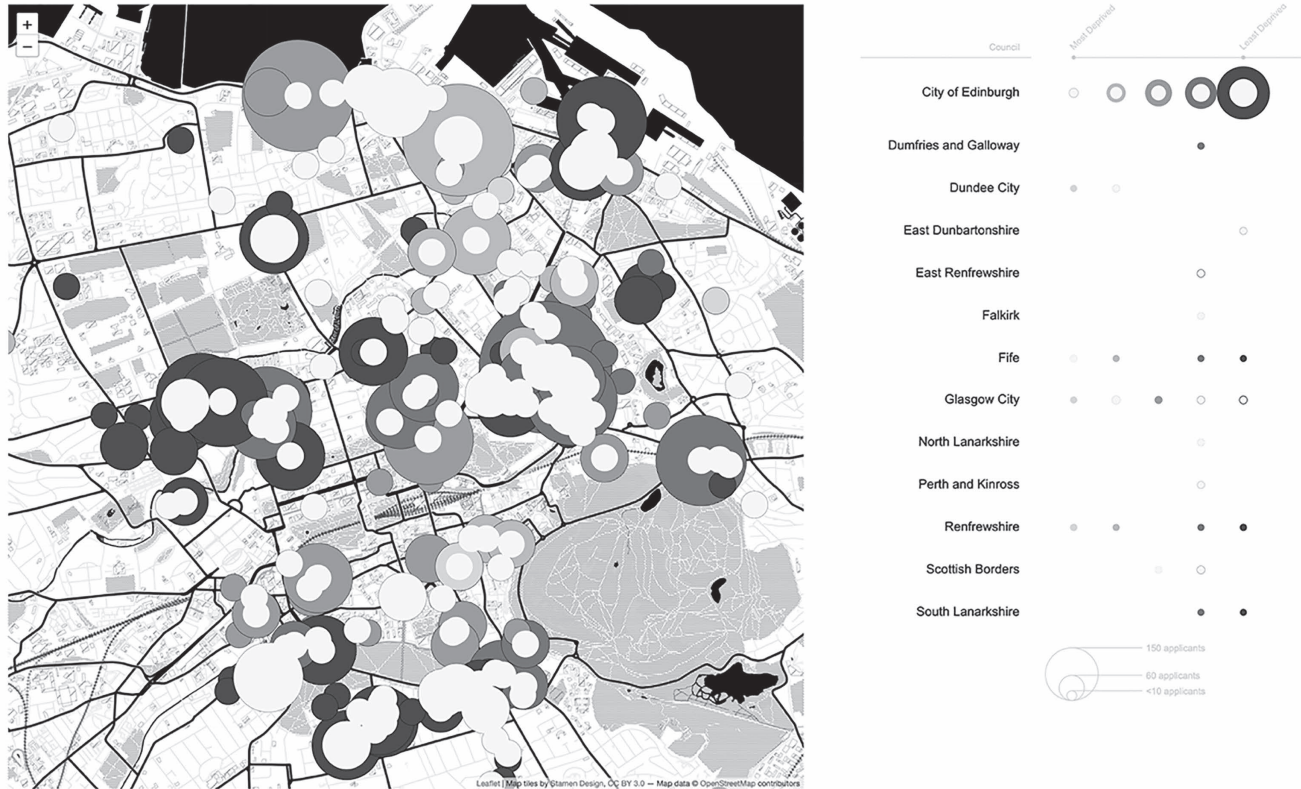 +
−
Leaflet | Map tiles by Stamen Design, CC BY 3.0 — Map data © OpenStreetMap contributors
Council
Most Deprived
Least Deprived
City of Edinburgh
Dumfries and Galloway
Dundee City
East Dunbartonshire
East Renfrewshire
Falkirk
Fife
Glasgow City
North Lanarkshire
Perth and Kinross
Renfrewshire
Scottish Borders
South Lanarkshire
150 applicants
60 applicants
<10 applicants